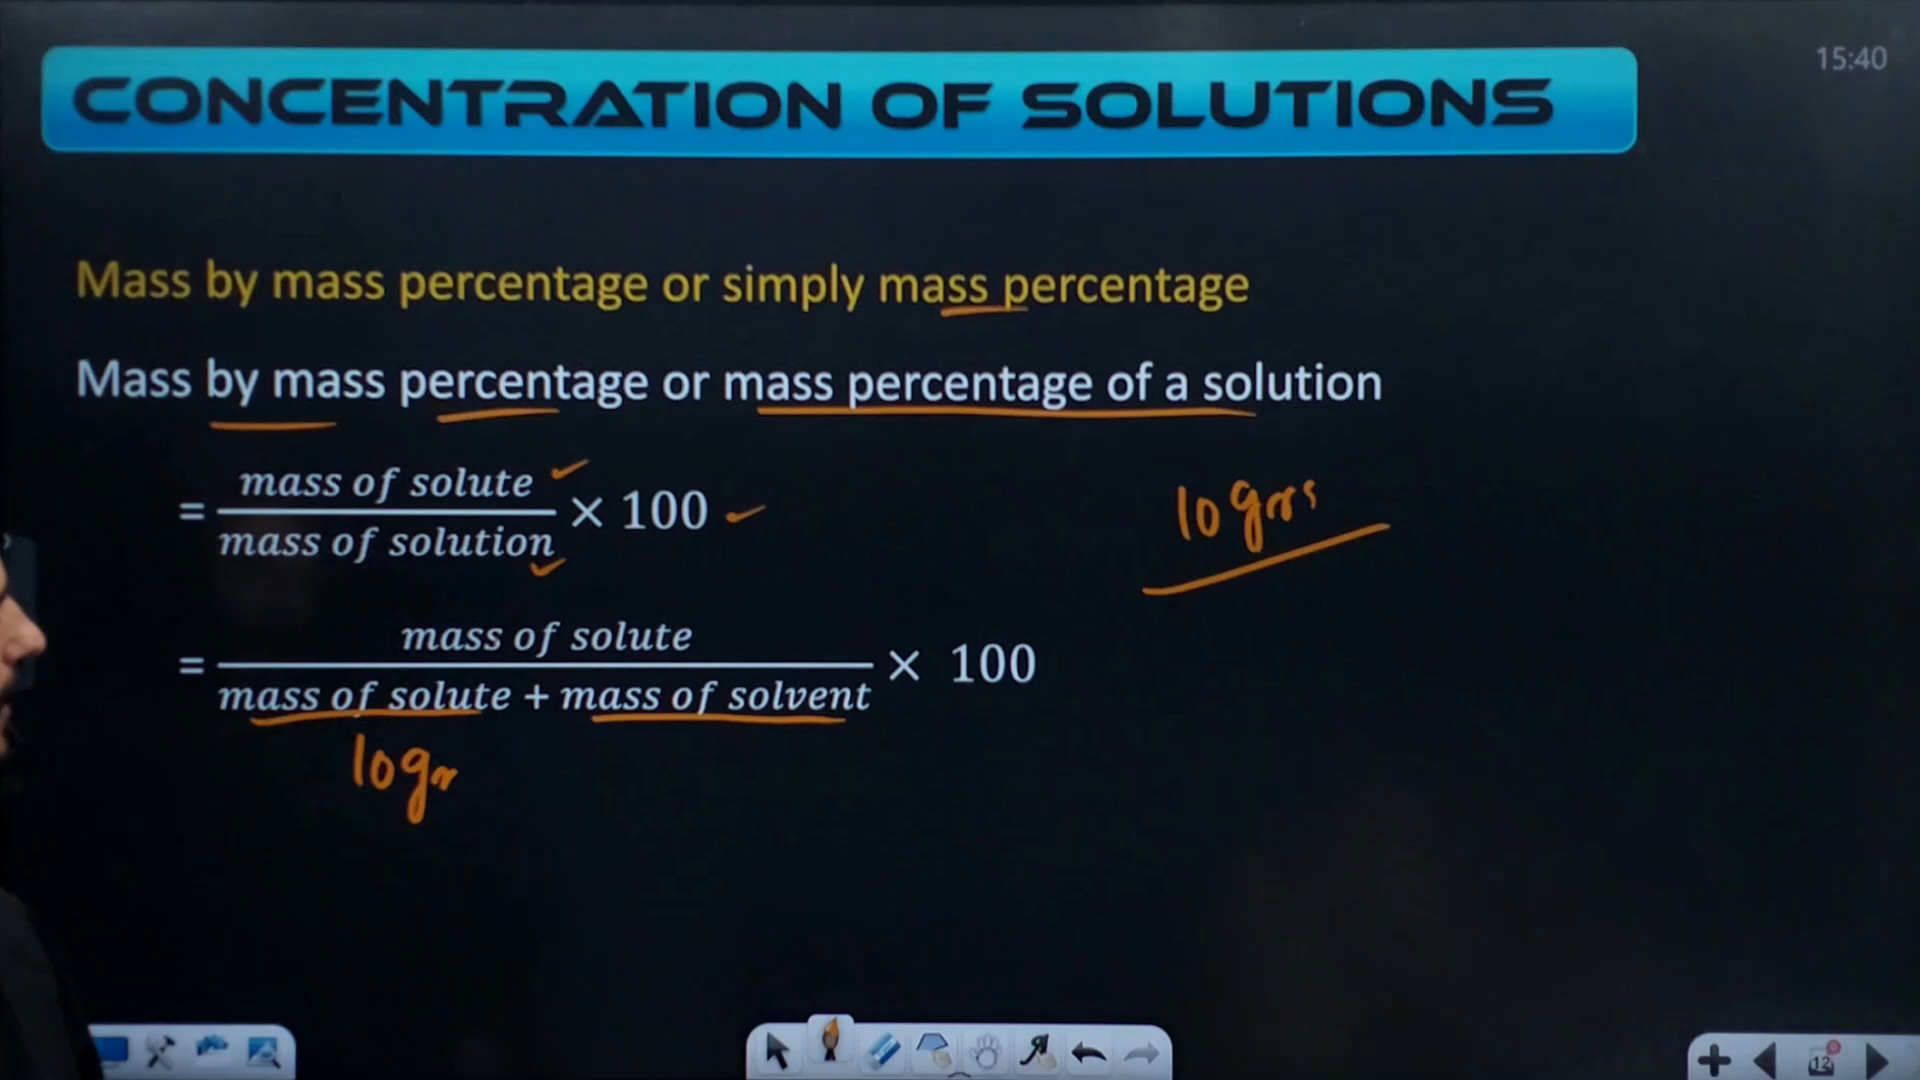 15:40
CONCENTRATION OF SOLUTIONS
Mass by mass percentage or simply mass percentage
Mass by mass percentage or mass percentage of a solution
= mass of solute / mass of solution × 100
10 grs
= mass of solute / mass of solute + mass of solvent × 100
10gr
12